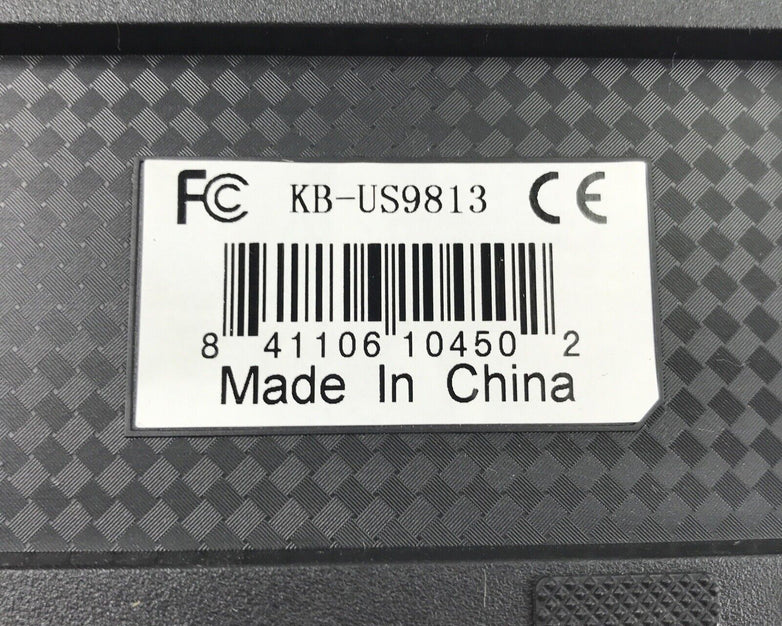 FC KB-US9813 CE
8 41106 10450 2
Made In China